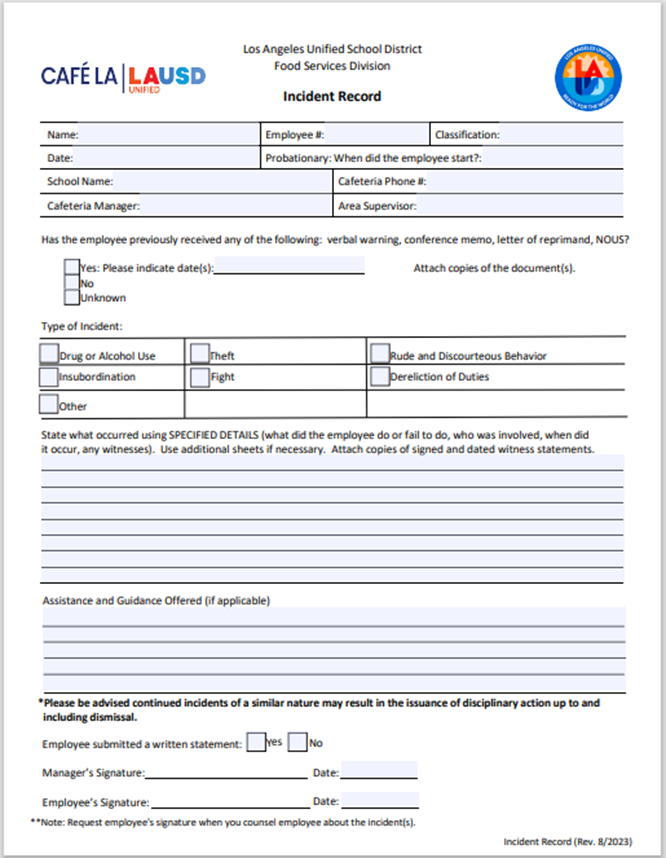 Los Angeles Unified School District
CAFÉ LA LAUSD UNIFIED
Food Services Division
LOS ANGELES UNIFIED
LA US
READY FOR THE WORLD
Incident Record
Name: Employee #: Classification:
Date: Probationary: When did the employee start?:
School Name: Cafeteria Phone #:
Cafeteria Manager: Area Supervisor:
Has the employee previously received any of the following: verbal warning, conference memo, letter of reprimand, NOUS?
Yes: Please indicate date(s): Attach copies of the document(s).
No
Unknown
Type of Incident:
Drug or Alcohol Use Theft Rude and Discourteous Behavior
Insubordination Fight Dereliction of Duties
Other
State what occurred using SPECIFIED DETAILS (what did the employee do or fail to do, who was involved, when did
it occur, any witnesses). Use additional sheets if necessary. Attach copies of signed and dated witness statements.
Assistance and Guidance Offered (if applicable)
*Please be advised continued incidents of a similar nature may result in the issuance of disciplinary action up to and
including dismissal.
Employee submitted a written statement: Yes No
Manager's Signature: Date:
Employee's Signature: Date:
**Note: Request employee's signature when you counsel employee about the incident(s).
Incident Record (Rev. 8/2023)